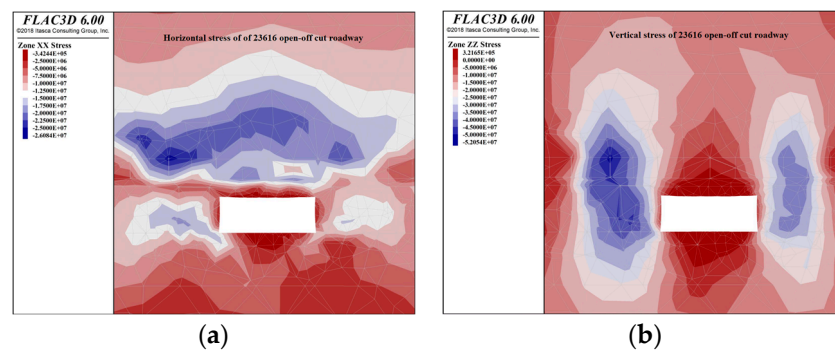 FLAC3D 6.00
©2018 Itasca Consulting Group, Inc.
Zone XX Stress
-3.4244E+05
-2.5000E+06
-5.0000E+06
-7.5000E+06
-1.0000E+07
-1.2500E+07
-1.5000E+07
-1.7500E+07
-2.0000E+07
-2.2500E+07
-2.5000E+07
-2.6084E+07
Horizontal stress of of 23616 open-off cut roadway
(a)
FLAC3D 6.00
©2018 Itasca Consulting Group, Inc.
Zone ZZ Stress
3.2165E+05
0.0000E+00
-5.0000E+06
-1.0000E+07
-1.5000E+07
-2.0000E+07
-2.5000E+07
-3.0000E+07
-3.5000E+07
-4.0000E+07
-4.5000E+07
-5.0000E+07
-5.2054E+07
Vertical stress of 23616 open-off cut roadway
(b)